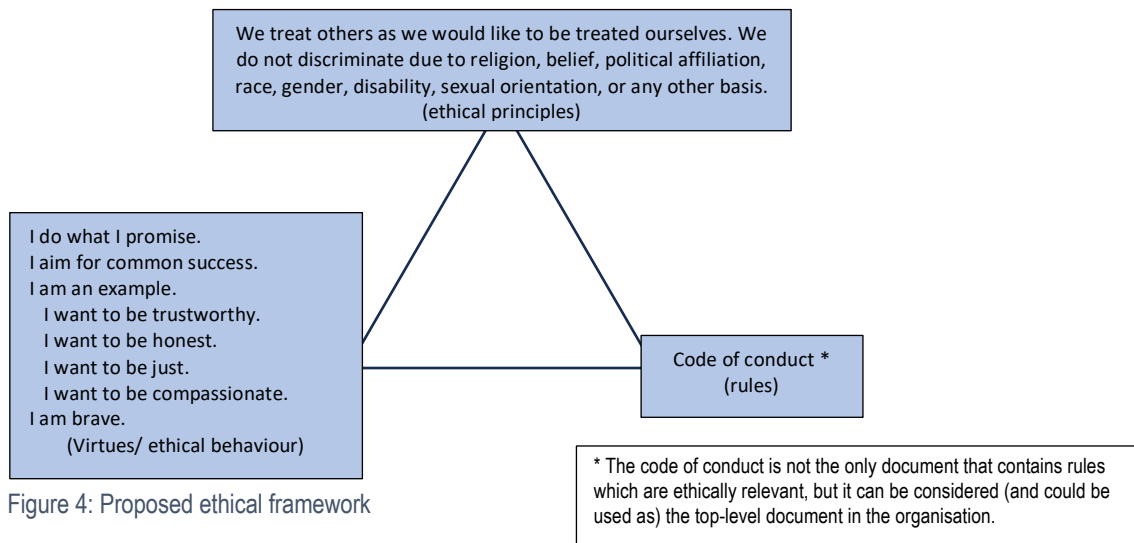 We treat others as we would like to be treated ourselves. We
do not discriminate due to religion, belief, political affiliation,
race, gender, disability, sexual orientation, or any other basis.
(ethical principles)
I do what I promise.
I aim for common success.
I am an example.
I want to be trustworthy.
I want to be honest.
I want to be just.
I want to be compassionate.
I am brave.
(Virtues/ ethical behaviour)
Code of conduct *
(rules)
* The code of conduct is not the only document that contains rules
which are ethically relevant, but it can be considered (and could be
used as) the top-level document in the organisation.
Figure 4: Proposed ethical framework